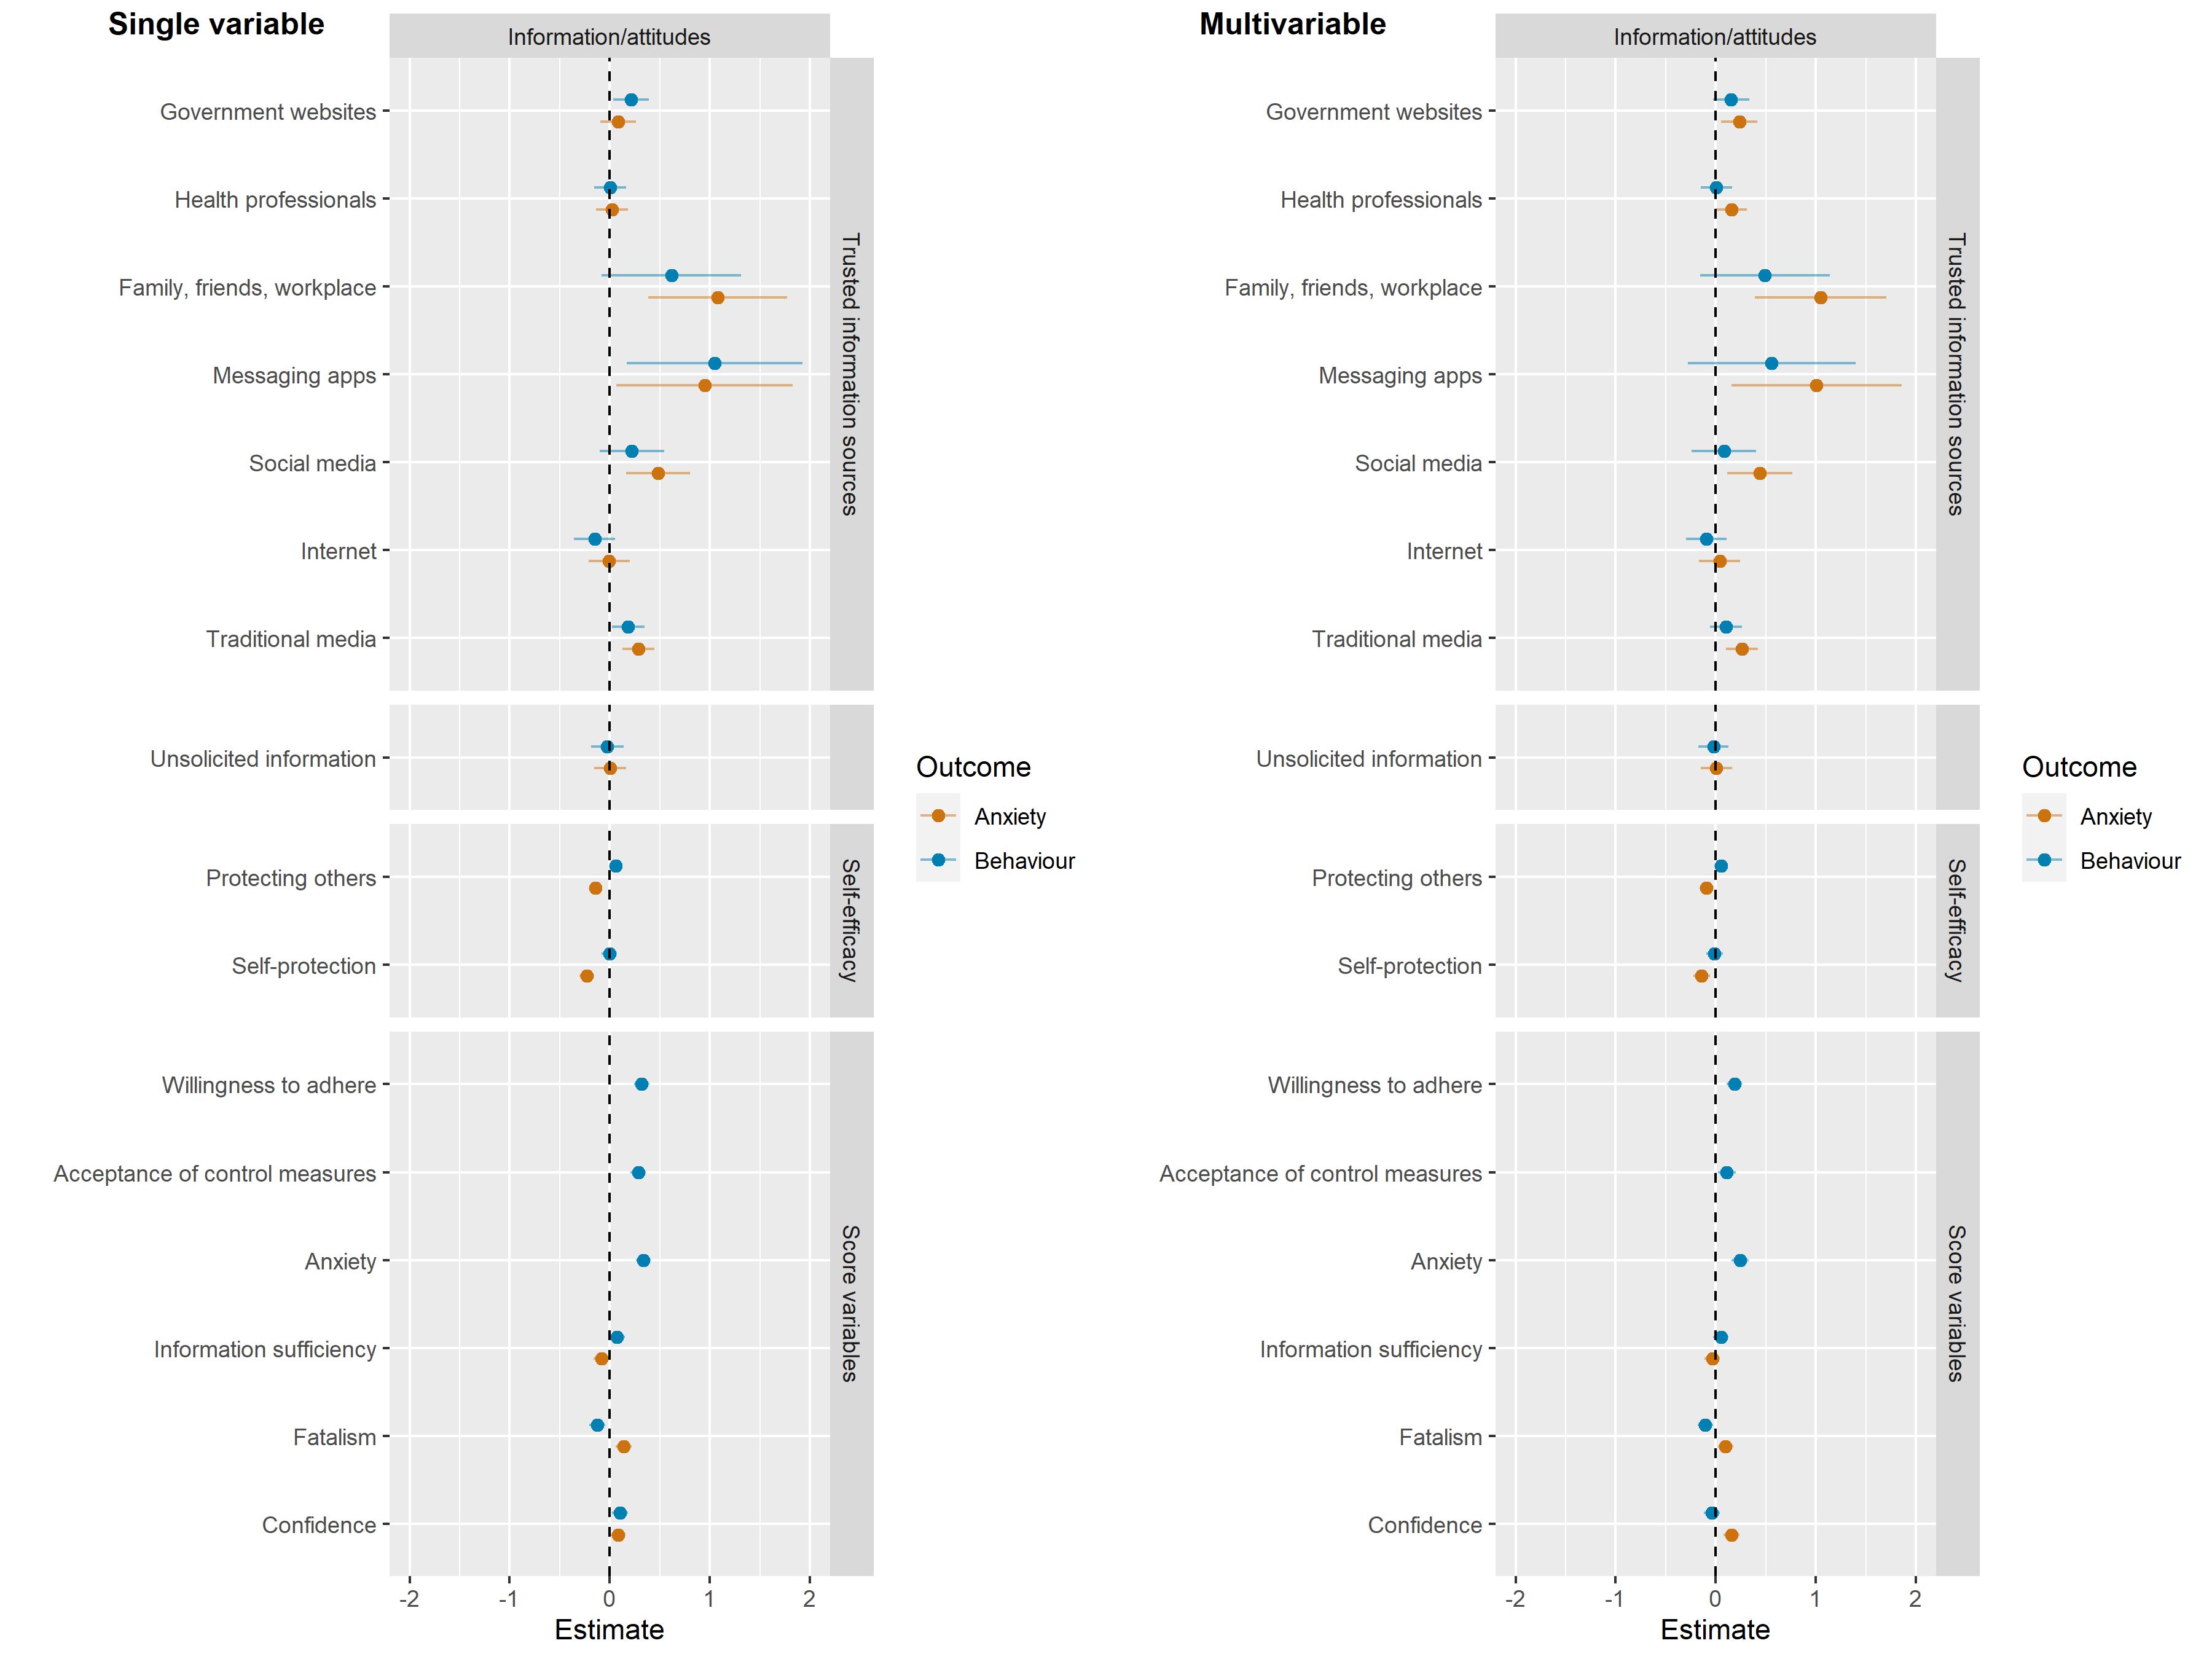 Single variable
Information/attitudes
Government websites
Health professionals
Family, friends, workplace
Messaging apps
Social media
Internet
Traditional media
Trusted information sources
Unsolicited information
Protecting others
Self-protection
Self-efficacy
Willingness to adhere
Acceptance of control measures
Anxiety
Information sufficiency
Fatalism
Confidence
Score variables
-2 -1 0 1 2
Estimate
Outcome
Anxiety
Behaviour
Multivariable
Information/attitudes
Government websites
Health professionals
Family, friends, workplace
Messaging apps
Social media
Internet
Traditional media
Trusted information sources
Unsolicited information
Protecting others
Self-protection
Self-efficacy
Willingness to adhere
Acceptance of control measures
Anxiety
Information sufficiency
Fatalism
Confidence
Score variables
-2 -1 0 1 2
Estimate
Outcome
Anxiety
Behaviour